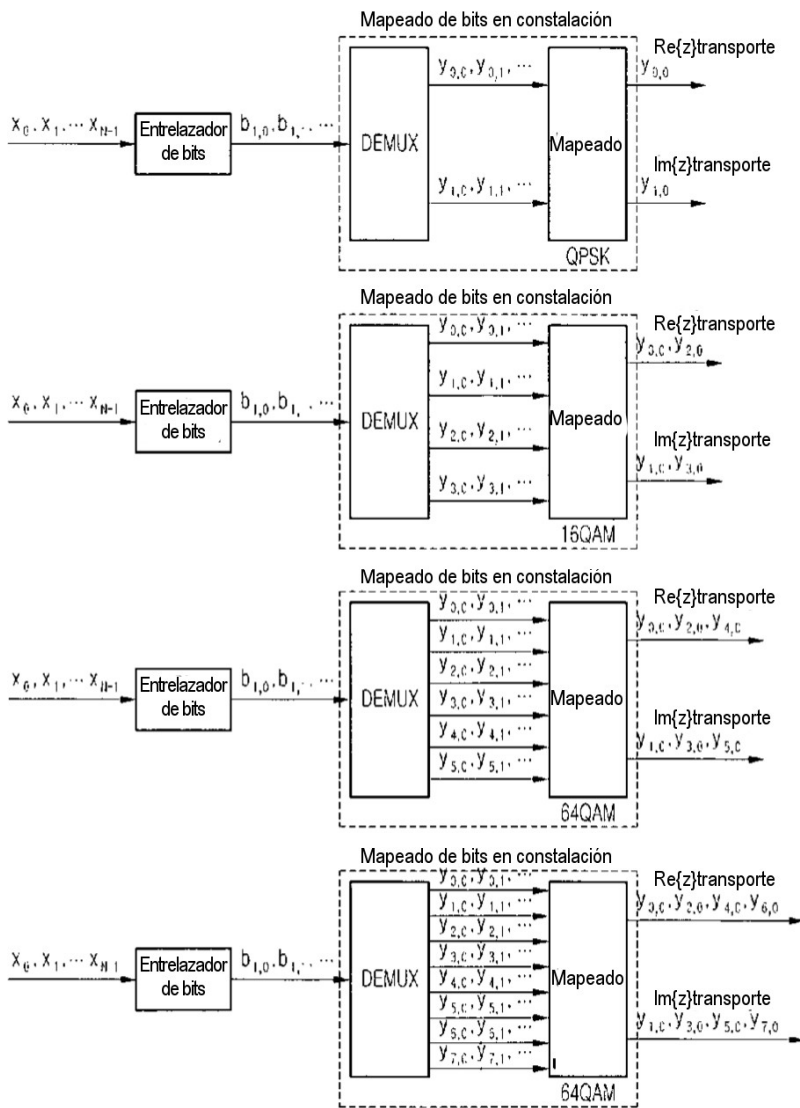 Mapeado de bits en constalación
Re{z}transporte
y0,0, y0,1, ...
y0,0
x0, x1, ... xN-1
Entrelazador
de bits
b1,0, b1, ...
DEMUX
Mapeado
Im{z}transporte
y1,0, y1,1, ...
y1,0
QPSK
Mapeado de bits en constalación
Re{z}transporte
y0,0, y0,1, ...
y0,0, y2,0
y1,0, y1,1, ...
x0, x1, ... xN-1
Entrelazador
de bits
b1,0, b1, ...
DEMUX
Mapeado
y2,0, y2,1, ...
Im{z}transporte
y1,0, y3,0
y3,0, y3,1, ...
16QAM
Mapeado de bits en constalación
Re{z}transporte
y0,0, y0,1, ...
y0,0, y2,0, y4,0
y1,0, y1,1, ...
y2,0, y2,1, ...
x0, x1, ... xN-1
Entrelazador
de bits
b1,0, b1, ...
DEMUX
Mapeado
y3,0, y3,1, ...
Im{z}transporte
y4,0, y4,1, ...
y1,0, y3,0, y5,0
y5,0, y5,1, ...
64QAM
Mapeado de bits en constalación
Re{z}transporte
y0,0, y0,1, ...
y0,0, y2,0, y4,0, y6,0
y1,0, y1,1, ...
y2,0, y2,1, ...
y3,0, y3,1, ...
x0, x1, ... xN-1
Entrelazador
de bits
b1,0, b1, ...
DEMUX
Mapeado
y4,0, y4,1, ...
y5,0, y5,1, ...
Im{z}transporte
y6,0, y6,1, ...
y1,0, y3,0, y5,0, y7,0
y7,0, y7,1, ...
64QAM